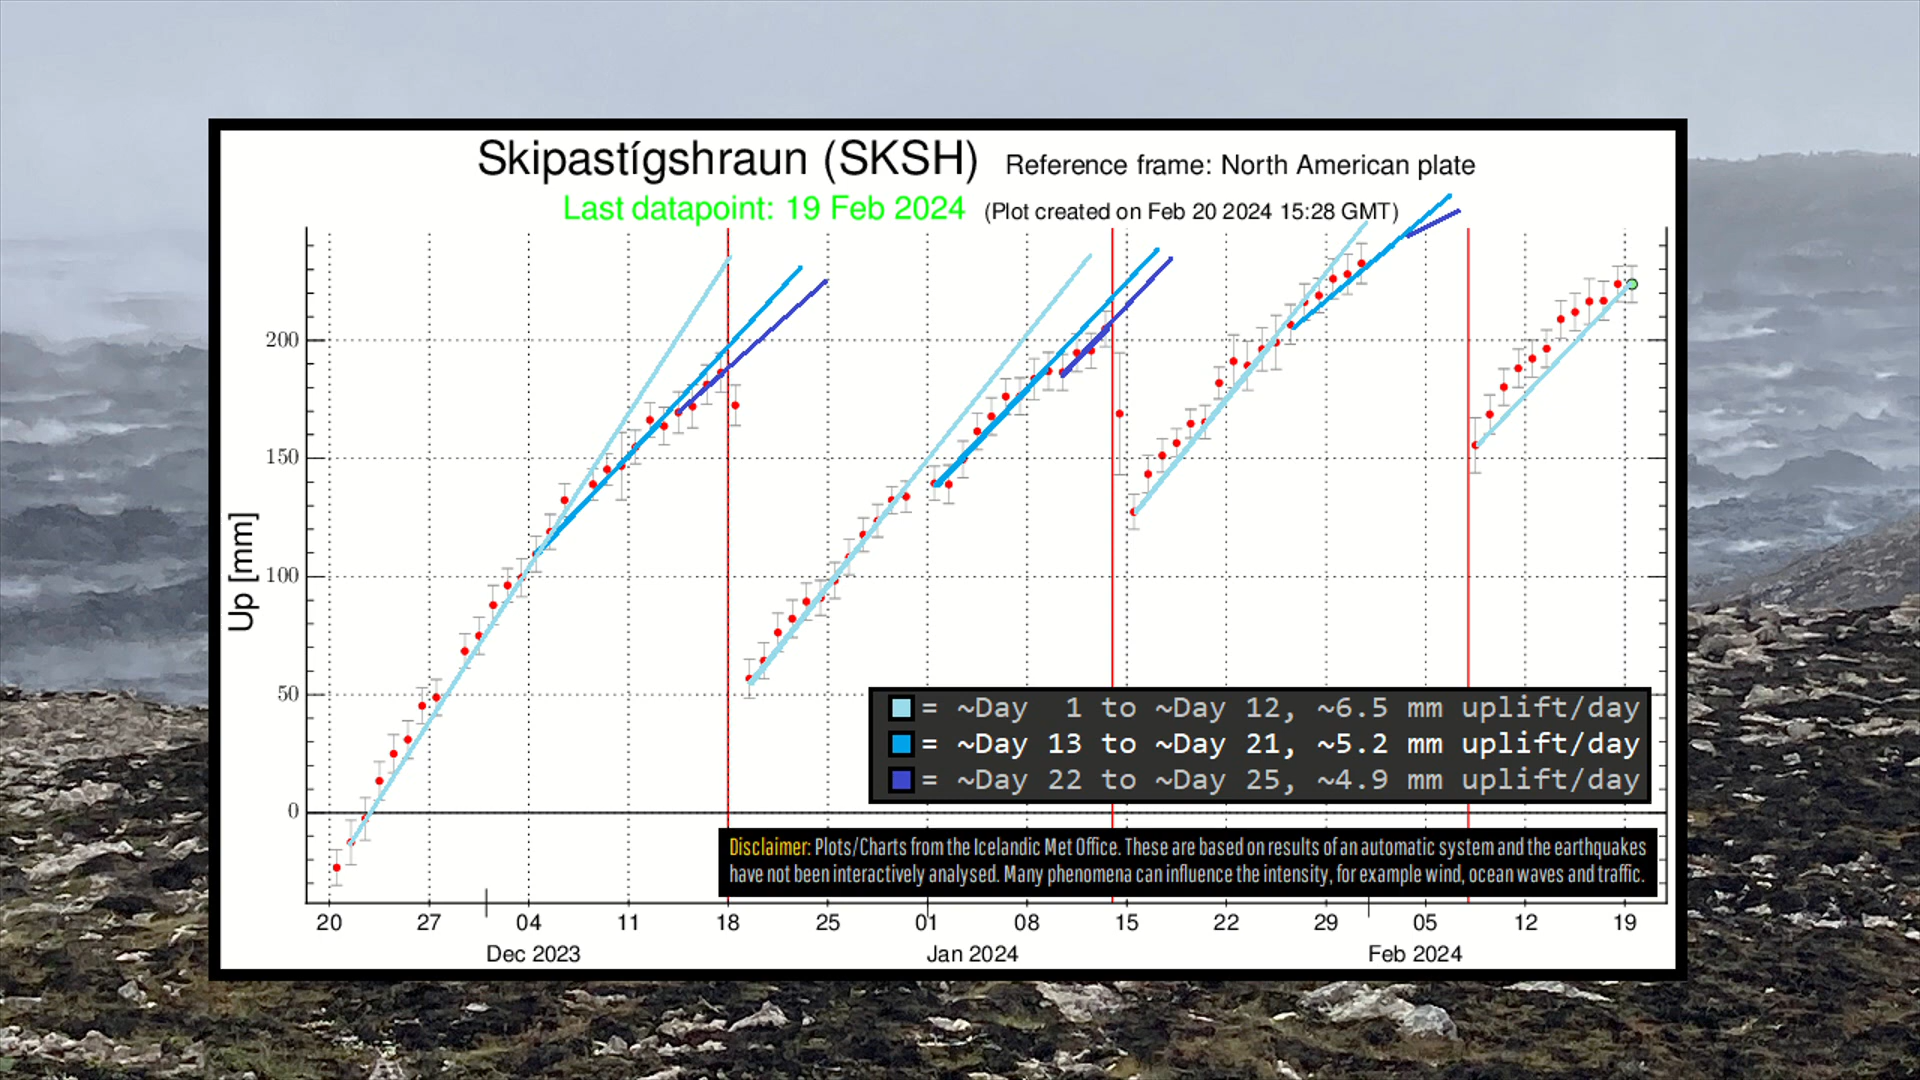 Skipastígshraun (SKSH) Reference frame: North American plate
Last datapoint: 19 Feb 2024 (Plot created on Feb 20 2024 15:28 GMT)
Up [mm]
200
150
100
50
0
= ~Day 1 to ~Day 12, ~6.5 mm uplift/day
= ~Day 13 to ~Day 21, ~5.2 mm uplift/day
= ~Day 22 to ~Day 25, ~4.9 mm uplift/day
Disclaimer: Plots/Charts from the Icelandic Met Office. These are based on results of an automatic system and the earthquakes
have not been interactively analysed. Many phenomena can influence the intensity, for example wind, ocean waves and traffic.
20 27 04 11 18 25 01 08 15 22 29 05 12 19
Dec 2023 Jan 2024 Feb 2024